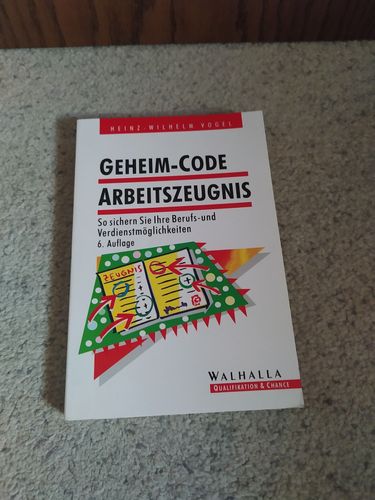 HEINZ-WILHELM VOGEL
GEHEIM-CODE
ARBEITSZEUGNIS
So sichern Sie Ihre Berufs-und
Verdienstmöglichkeiten
6. Auflage
ZEUGNIS
WALHALLA
QUALIFIKATION & CHANCE